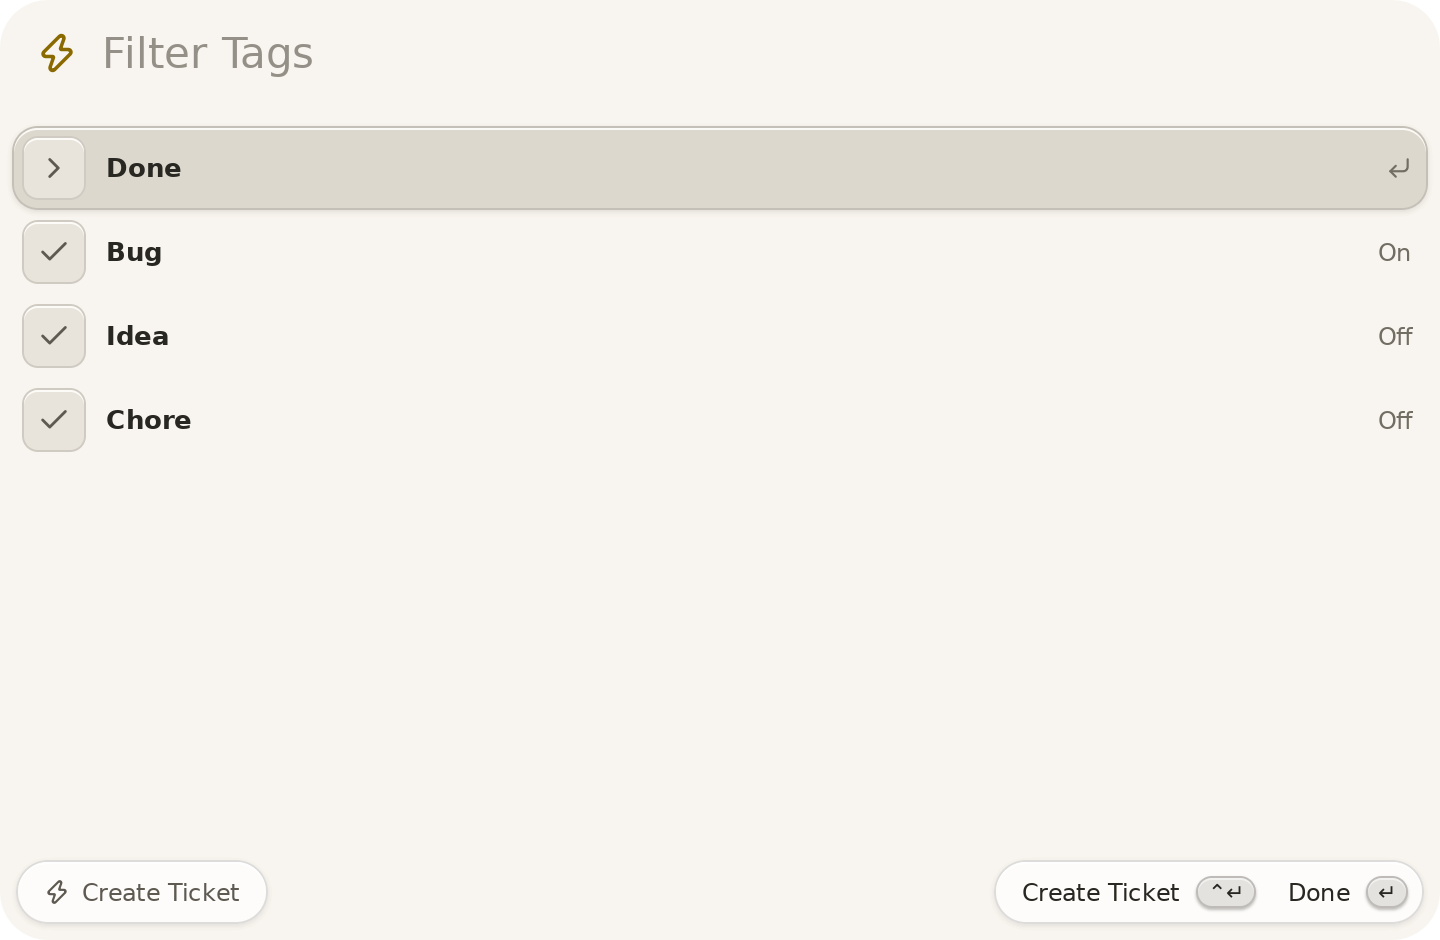 Filter Tags
Done
Bug On
Idea Off
Chore Off
Create Ticket
Create Ticket ^↵ Done ↵